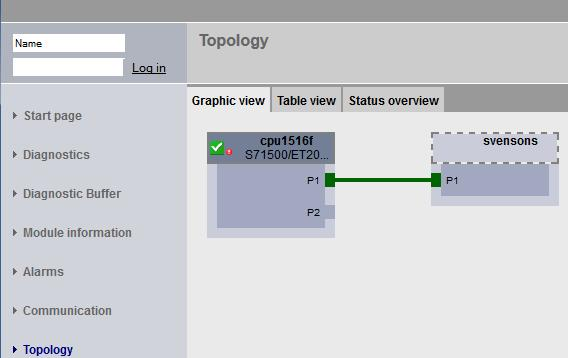 Name
Log in
Topology
Start page
Diagnostics
Diagnostic Buffer
Module information
Alarms
Communication
Topology
Graphic view
Table view
Status overview
cpu1516f
S71500/ET20...
P1
P2
svensons
P1